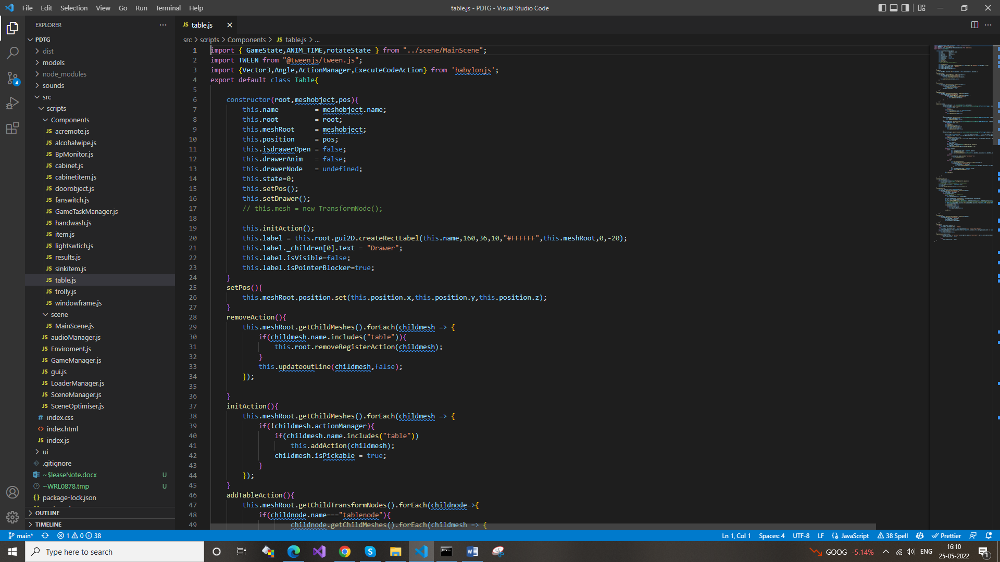 File Edit Selection View Go Run Terminal Help
table.js - PDTG - Visual Studio Code
EXPLORER
PDTG
dist
models
node_modules
sounds
src
scripts
Components
JS acremote.js
JS alcohalwipe.js
JS BpMonitor.js
JS cabinet.js
JS cabinetitem.js
JS doorobject.js
JS fanswitch.js
JS GameTaskManager.js
JS handwash.js
JS item.js
JS lightswtich.js
JS results.js
JS sinkitem.js
JS table.js
JS trolly.js
JS windowframe.js
scene
JS MainScene.js
JS audioManager.js
JS Enviroment.js
JS GameManager.js
JS gui.js
JS LoaderManager.js
JS SceneManager.js
JS SceneOptimiser.js
# index.css
<> index.html
JS index.js
ui
.gitignore
~$leaseNote.docx U
~WRL0878.tmp U
{} package-lock.json
OUTLINE
TIMELINE
4
JS table.js
src > scripts > Components > JS table.js > ...
1 import { GameState,ANIM_TIME,rotateState } from "../scene/MainScene";
2 import TWEEN from "@tweenjs/tween.js";
3 import {Vector3,Angle,ActionManager,ExecuteCodeAction} from 'babylonjs';
4 export default class Table{
5
6 constructor(root,meshobject,pos){
7 this.name = meshobject.name;
8 this.root = root;
9 this.meshRoot = meshobject;
10 this.position = pos;
11 this.isdrawerOpen = false;
12 this.drawerAnim = false;
13 this.drawerNode = undefined;
14 this.state=0;
15 this.setPos();
16 this.setDrawer();
17 // this.mesh = new TransformNode();
18
19 this.initAction();
20 this.label = this.root.gui2D.createRectLabel(this.name,160,36,10,"#FFFFFF",this.meshRoot,0,-20);
21 this.label._children[0].text = "Drawer";
22 this.label.isVisible=false;
23 this.label.isPointerBlocker=true;
24 }
25 setPos(){
26 this.meshRoot.position.set(this.position.x,this.position.y,this.position.z);
27 }
28 removeAction(){
29 this.meshRoot.getChildMeshes().forEach(childmesh => {
30 if(childmesh.name.includes("table")){
31 this.root.removeRegisterAction(childmesh);
32 }
33 this.updateoutLine(childmesh,false);
34 });
35
36 }
37 initAction(){
38 this.meshRoot.getChildMeshes().forEach(childmesh => {
39 if(!childmesh.actionManager){
40 if(childmesh.name.includes("table"))
41 this.addAction(childmesh);
42 childmesh.isPickable = true;
43 }
44 });
45 }
46 addTableAction(){
47 this.meshRoot.getChildTransformNodes().forEach(childnode=>{
48 if(childnode.name==="tablenode"){
49 childnode.getChildMeshes().forEach(childmesh => {
main* 1 0 38
Ln 1, Col 1 Spaces: 4 UTF-8 LF JavaScript 38 Spell Prettier
Type here to search
GOOG -5.14% ENG
16:10
25-05-2022
1